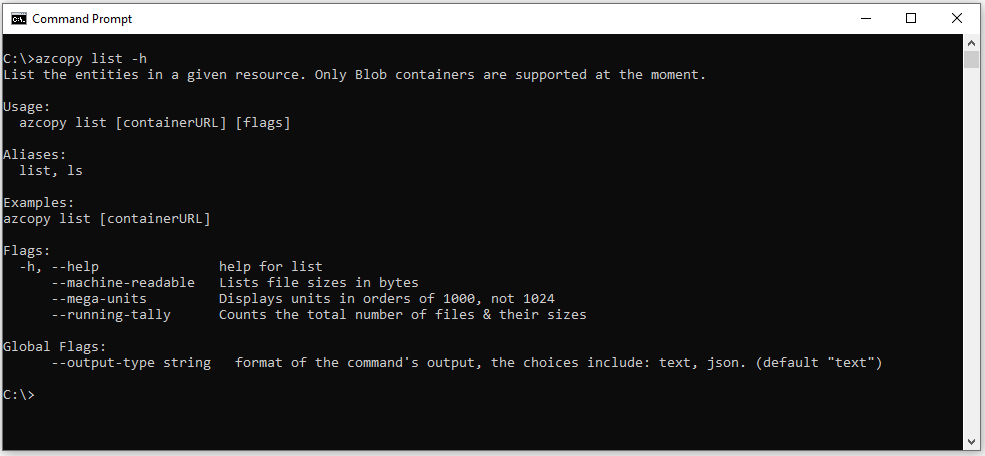 Command Prompt
C:\>azcopy list -h
List the entities in a given resource. Only Blob containers are supported at the moment.
Usage:
  azcopy list [containerURL] [flags]
Aliases:
  list, ls
Examples:
azcopy list [containerURL]
Flags:
  -h, --help               help for list
      --machine-readable   Lists file sizes in bytes
      --mega-units         Displays units in orders of 1000, not 1024
      --running-tally      Counts the total number of files & their sizes
Global Flags:
      --output-type string   format of the command's output, the choices include: text, json. (default "text")
C:\>